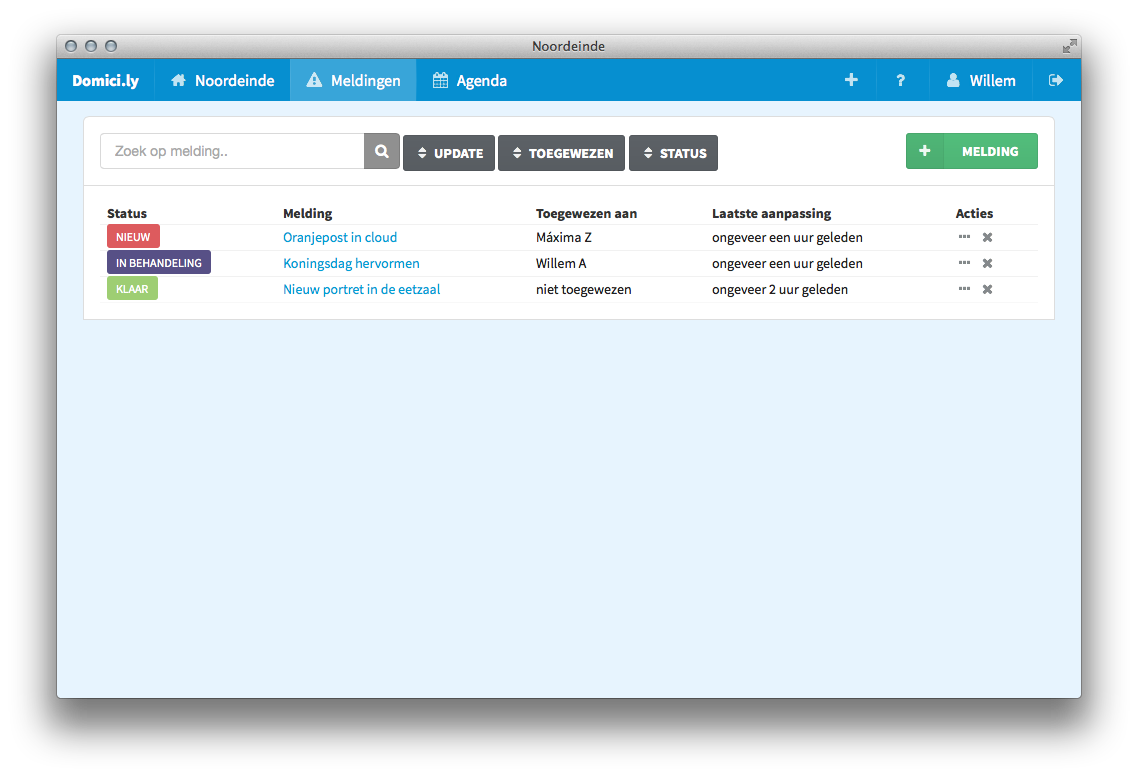 Noordeinde
Domici.ly Noordeinde Meldingen Agenda ? Willem
Zoek op melding.. UPDATE TOEGEWEZEN STATUS MELDING
Status Melding Toegewezen aan Laatste aanpassing Acties
NIEUW Oranjepost in cloud Máxima Z ongeveer een uur geleden
IN BEHANDELING Koningsdag hervormen Willem A ongeveer een uur geleden
KLAAR Nieuw portret in de eetzaal niet toegewezen ongeveer 2 uur geleden